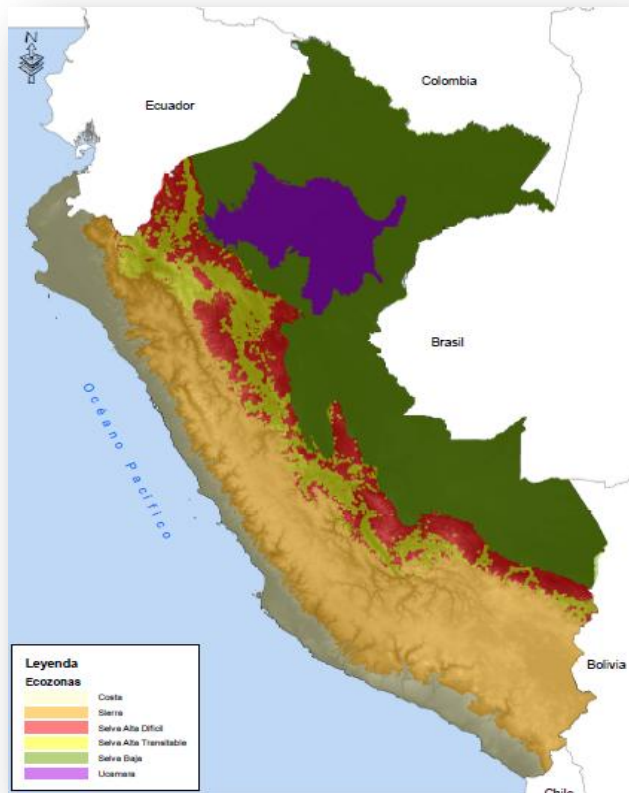 N
Colombia
Ecuador
Brasil
Océano Pacífico
Bolivia
Chile
Leyenda
Ecozonas
Costa
Sierra
Selva Alta Difícil
Selva Alta Transitable
Selva Baja
Ucamara